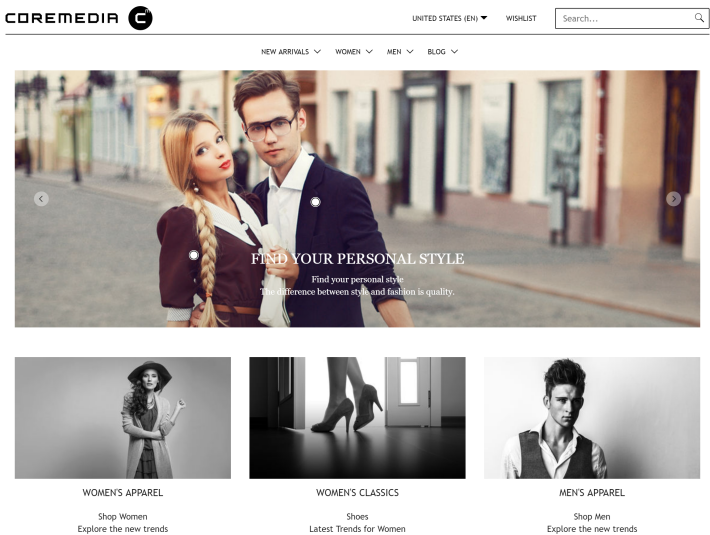 COREMEDIA C
UNITED STATES (EN) WISHLIST Search...
NEW ARRIVALS WOMEN MEN BLOG
FIND YOUR PERSONAL STYLE
Find your personal style
The difference between style and fashion is quality.
WOMEN'S APPAREL
Shop Women
Explore the new trends
WOMEN'S CLASSICS
Shoes
Latest Trends for Women
MEN'S APPAREL
Shop Men
Explore the new trends